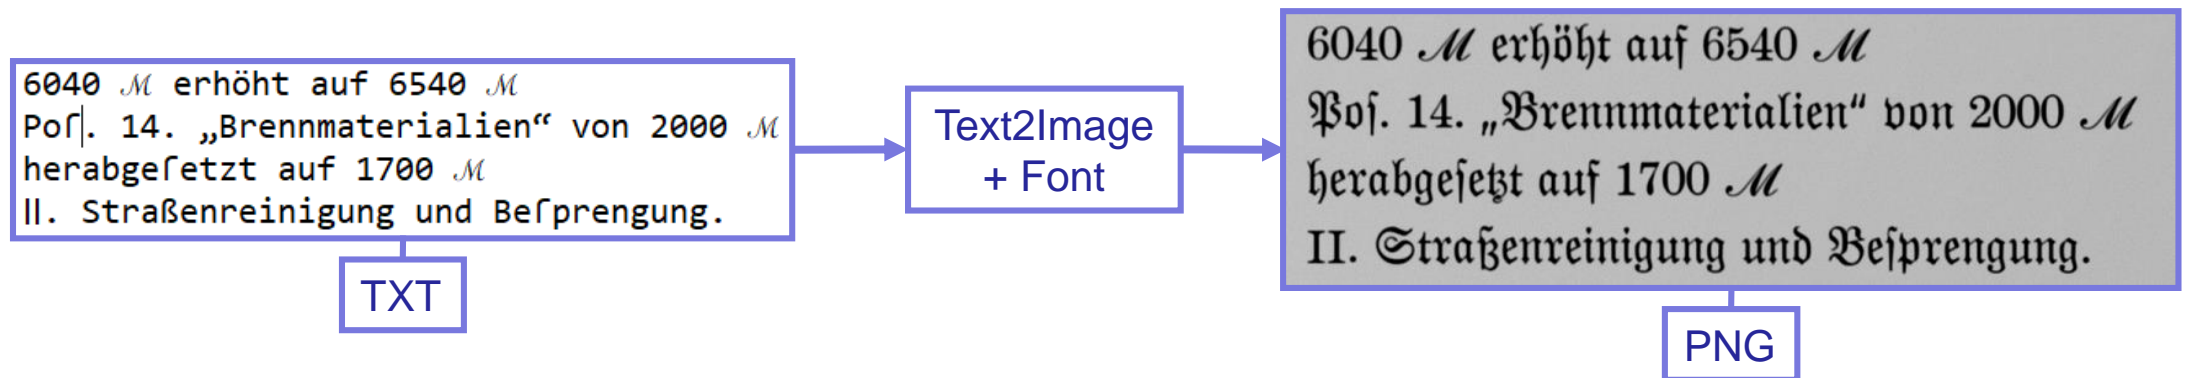 6040 ℳ erhöht auf 6540 ℳ
Poſ. 14. „Brennmaterialien“ von 2000 ℳ
herabgeſetzt auf 1700 ℳ
II. Straßenreinigung und Beſprengung.
TXT
Text2Image
+ Font
6040 ℳ erhöht auf 6540 ℳ
Poſ. 14. „Brennmaterialien“ von 2000 ℳ
herabgeſetzt auf 1700 ℳ
II. Straßenreinigung und Beſprengung.
PNG